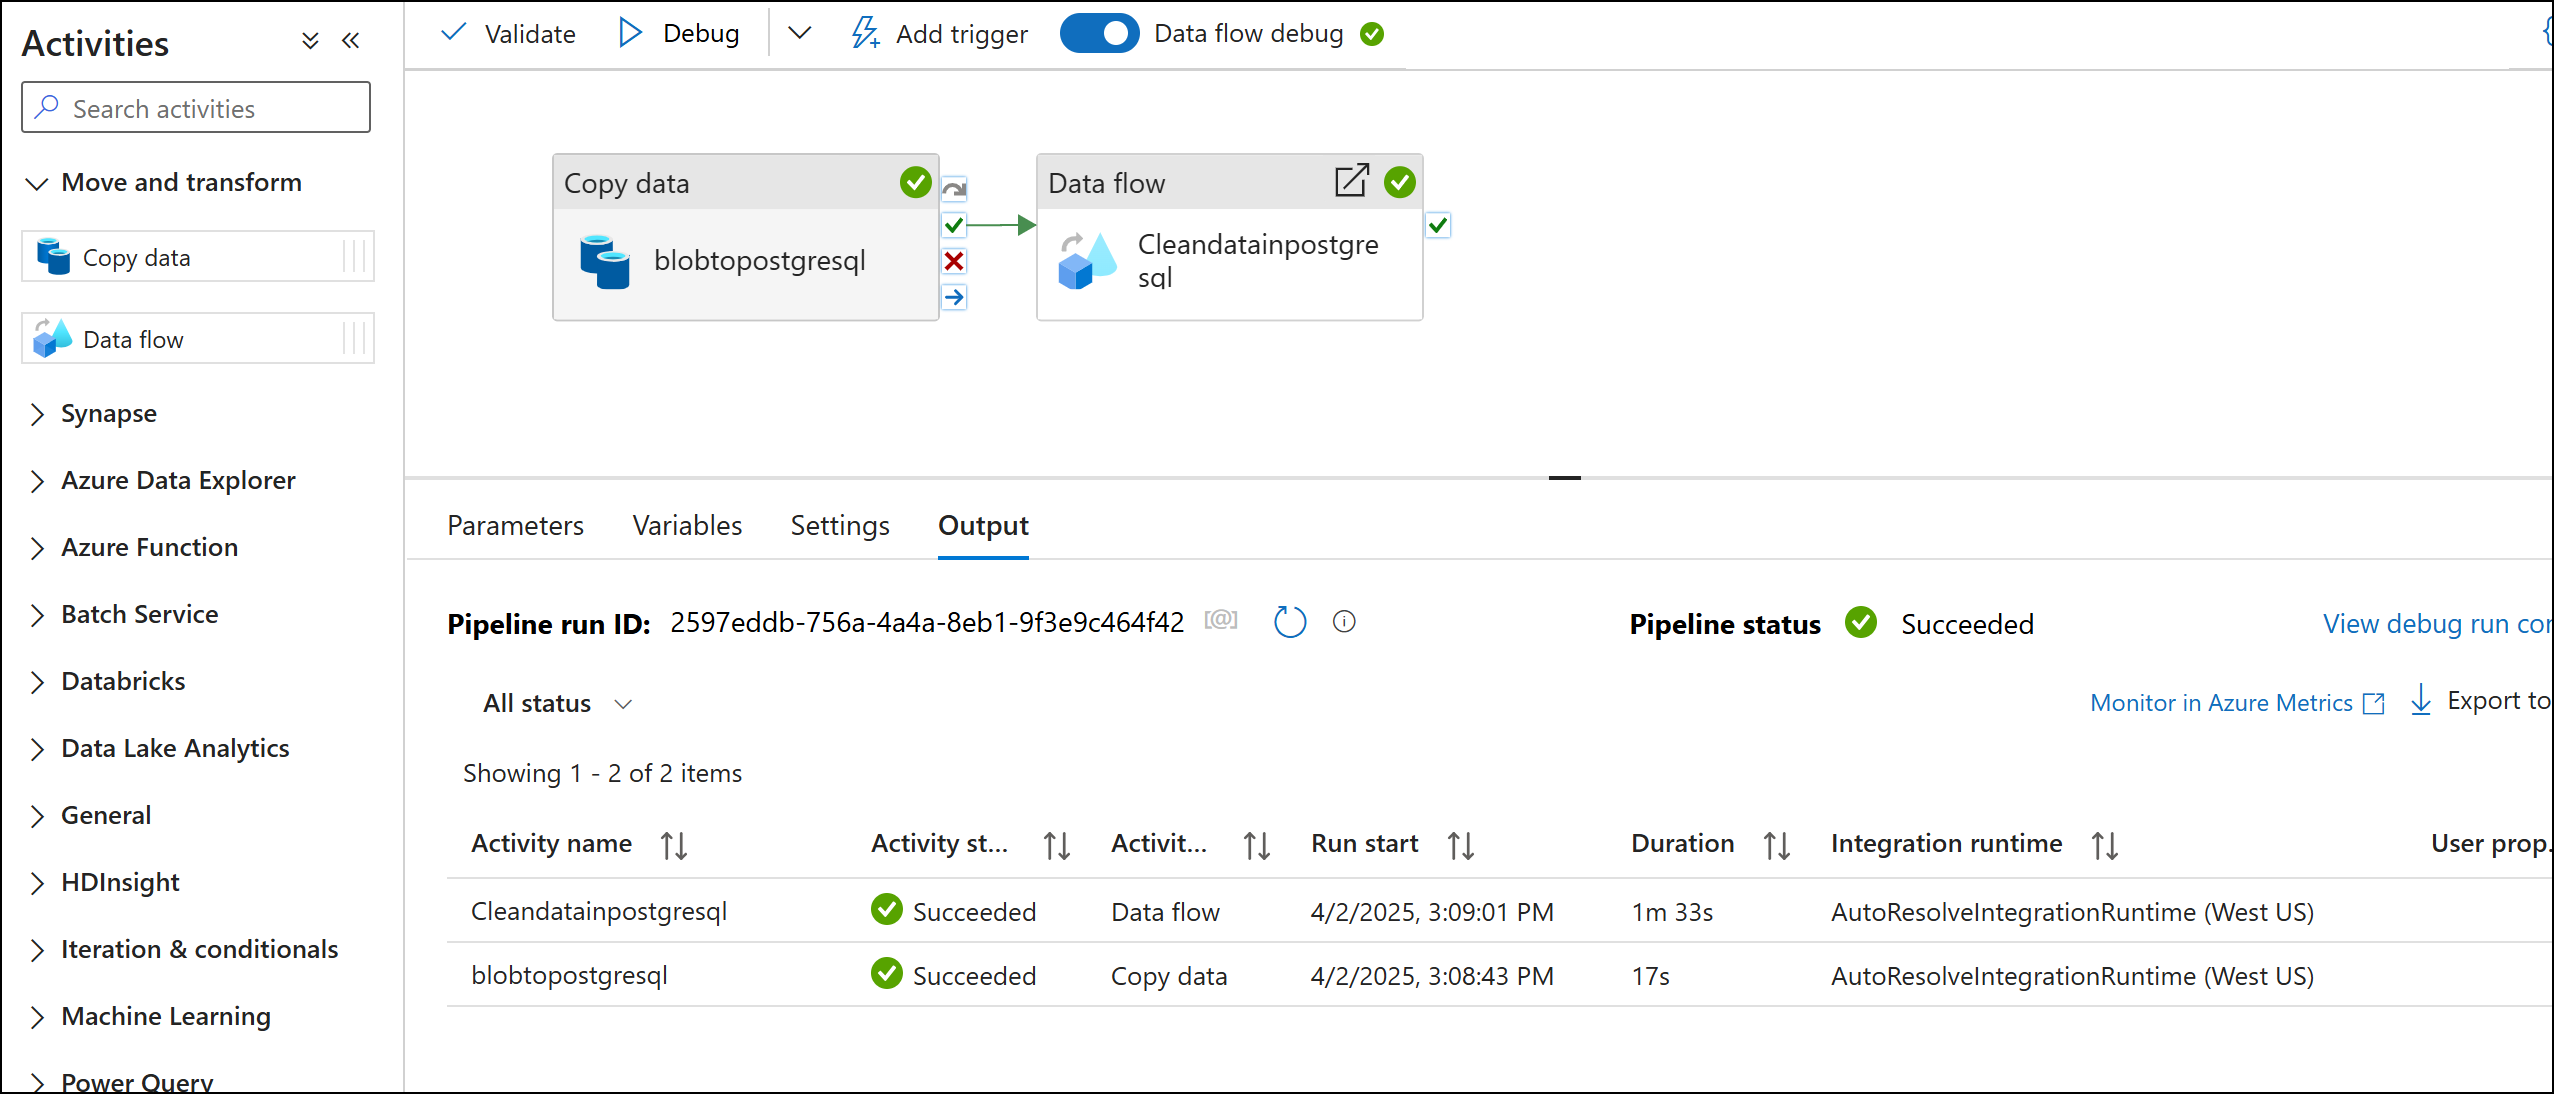 Activities
Search activities
Move and transform
Copy data
Data flow
Synapse
Azure Data Explorer
Azure Function
Batch Service
Databricks
Data Lake Analytics
General
HDInsight
Iteration & conditionals
Machine Learning
Power Query
Validate
Debug
Add trigger
Data flow debug
Copy data
blobtopostgresql
Data flow
Cleandatainpostgre
sql
Parameters Variables Settings Output
Pipeline run ID: 2597eddb-756a-4a4a-8eb1-9f3e9c464f42 [@] Pipeline status Succeeded View debug run con
All status Monitor in Azure Metrics Export to
Showing 1 - 2 of 2 items
Activity name Activity st... Activit... Run start Duration Integration runtime User prop.
Cleandatainpostgresql Succeeded Data flow 4/2/2025, 3:09:01 PM 1m 33s AutoResolveIntegrationRuntime (West US)
blobtopostgresql Succeeded Copy data 4/2/2025, 3:08:43 PM 17s AutoResolveIntegrationRuntime (West US)